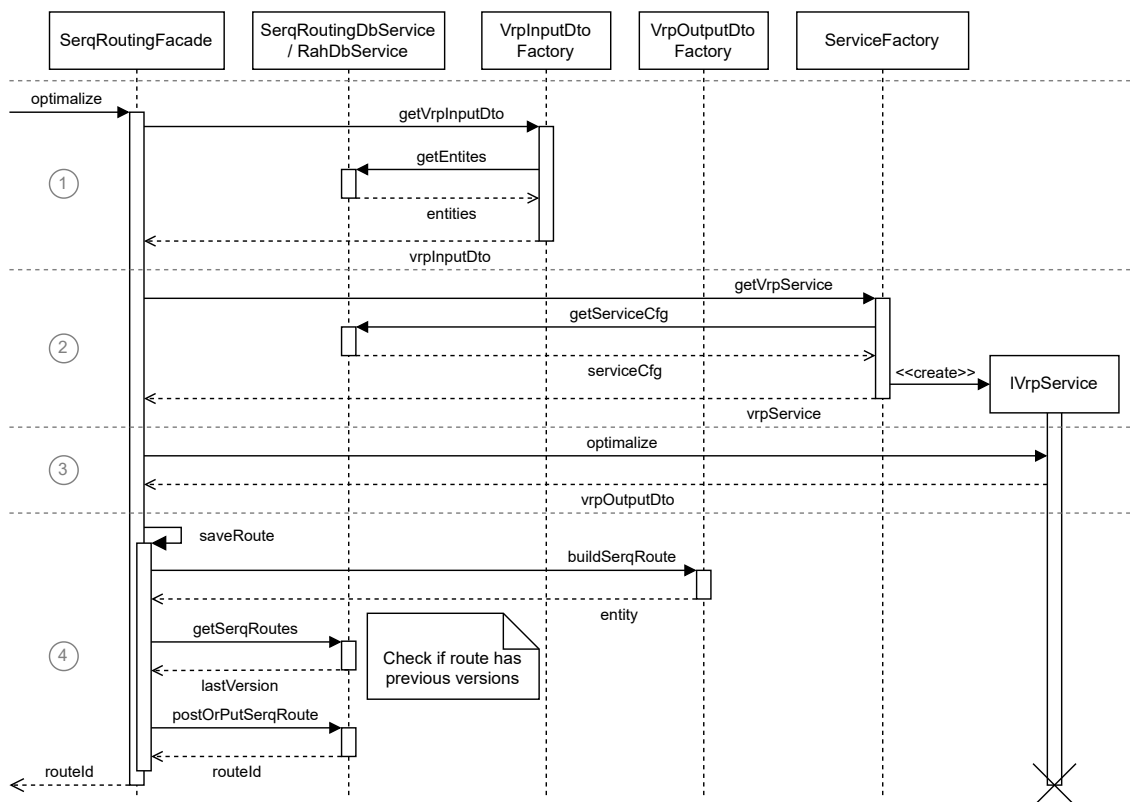 SerqRoutingFacade
SerqRoutingDbService
/ RahDbService
VrpInputDto
Factory
VrpOutputDto
Factory
ServiceFactory
optimalize
getVrpInputDto
getEntites
1
entities
vrpInputDto
getVrpService
getServiceCfg
2
serviceCfg
<<create>>
IVrpService
vrpService
optimalize
3
vrpOutputDto
saveRoute
buildSerqRoute
entity
getSerqRoutes
4
Check if route has
previous versions
lastVersion
postOrPutSerqRoute
routeId
routeId